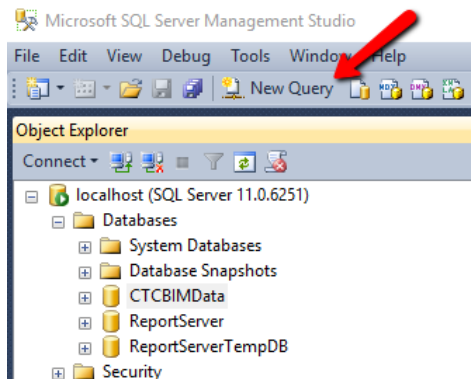 Microsoft SQL Server Management Studio
File Edit View Debug Tools Window Help
New Query
Object Explorer
Connect
localhost (SQL Server 11.0.6251)
Databases
System Databases
Database Snapshots
CTCBIMData
ReportServer
ReportServerTempDB
Security